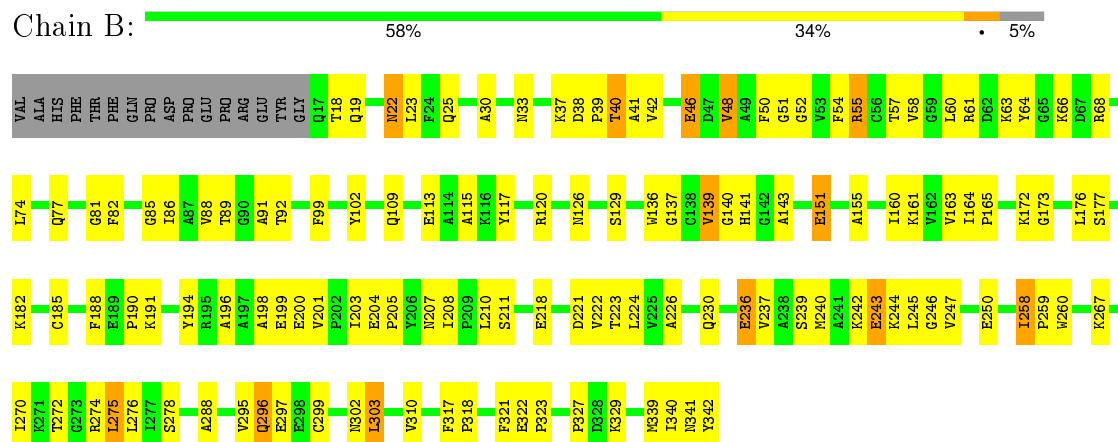 Chain B:
58% 34% • 5%
VAL ALA HIS PHE THR PHE GLN PRO ASP PRO GLU PRO ARG GLU TYR GLY Q17 T18 Q19 N22 L23 F24 Q25 A30 N33 K37 D38 P39 T40 A41 V42 E46 D47 V48 A49 F50 G51 G52 V53 F54 R55 C56 T57 V58 G59 L60 R61 D62 K63 Y64 G65 K66 D67 R68
L74 Q77 G81 F82 G85 I86 A87 V88 T89 G90 A91 T92 F99 Y102 Q109 E113 A114 A115 K116 Y117 R120 N126 S129 W136 G137 C138 V139 G140 H141 G142 A143 E151 A155 I160 K161 V162 V163 I164 P165 K172 G173 L176 S177
K182 C185 F188 E189 P190 K191 Y194 R195 A196 A197 A198 E199 E200 V201 P202 I203 E204 P205 Y206 N207 I208 P209 L210 S211 E218 D221 V222 T223 L224 V225 A226 Q230 E236 V237 A238 S239 M240 A241 K242 E243 K244 L245 G246 V247 E250 I258 P259 W260 K267
I270 K271 T272 G273 R274 L275 L276 I277 S278 A288 V295 Q296 E297 E298 C299 N302 L303 V310 F317 P318 F321 E322 P323 P327 D328 K329 M339 I340 N341 Y342